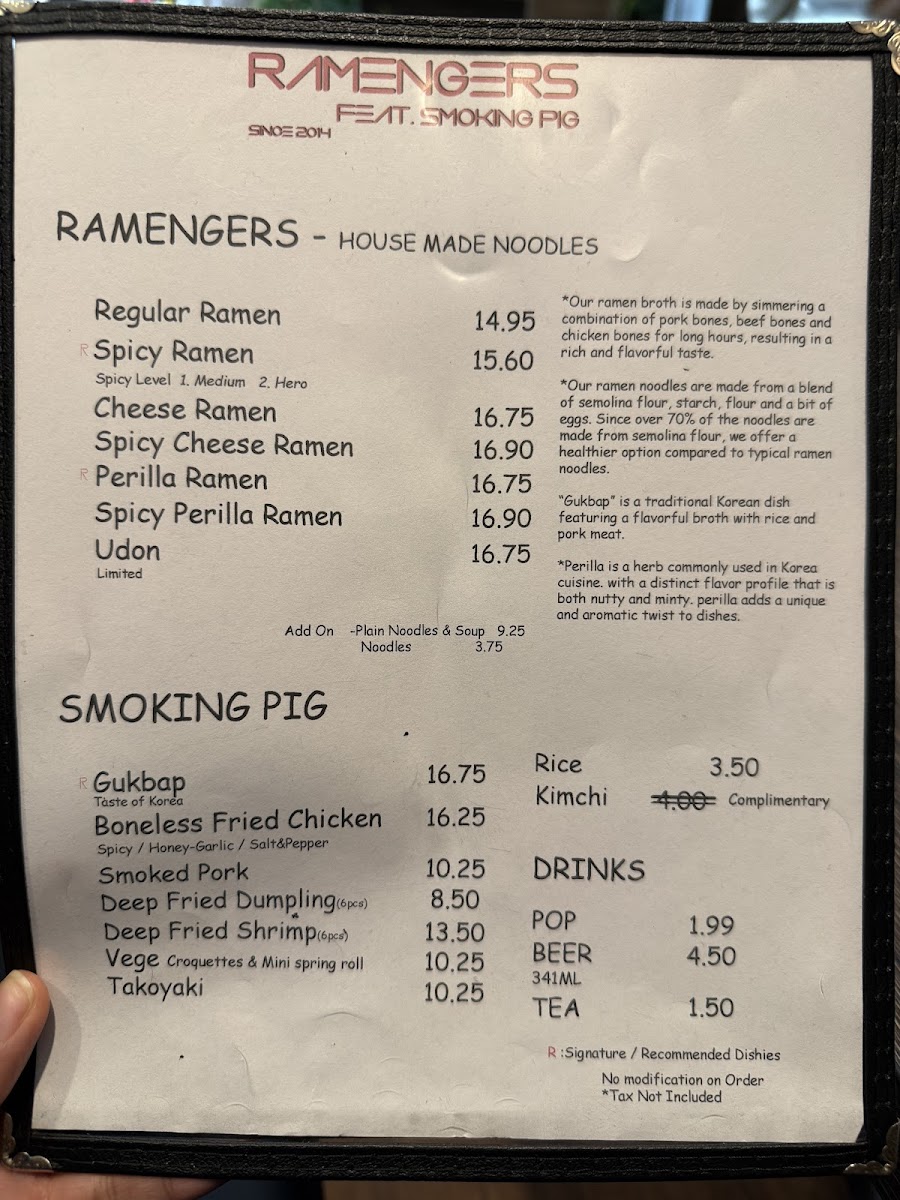 RAMENGERS
FEAT. SMOKING PIG
SINCE 2014
RAMENGERS - HOUSE MADE NOODLES
Regular Ramen 14.95
R Spicy Ramen 15.60
Spicy Level 1. Medium 2. Hero
Cheese Ramen 16.75
Spicy Cheese Ramen 16.90
R Perilla Ramen 16.75
Spicy Perilla Ramen 16.90
Udon 16.75
Limited
*Our ramen broth is made by simmering a
combination of pork bones, beef bones and
chicken bones for long hours, resulting in a
rich and flavorful taste.
*Our ramen noodles are made from a blend
of semolina flour, starch, flour and a bit of
eggs. Since over 70% of the noodles are
made from semolina flour, we offer a
healthier option compared to typical ramen
noodles.
"Gukbap" is a traditional Korean dish
featuring a flavorful broth with rice and
pork meat.
*Perilla is a herb commonly used in Korea
cuisine. with a distinct flavor profile that is
both nutty and minty. perilla adds a unique
and aromatic twist to dishes.
Add On -Plain Noodles & Soup 9.25
Noodles 3.75
SMOKING PIG
R Gukbap 16.75
Taste of Korea
Boneless Fried Chicken 16.25
Spicy / Honey-Garlic / Salt&Pepper
Smoked Pork 10.25
Deep Fried Dumpling(6pcs) 8.50
Deep Fried Shrimp(6pcs) 13.50
Vege Croquettes & Mini spring roll 10.25
Takoyaki 10.25
Rice 3.50
Kimchi 4.00 Complimentary
DRINKS
POP 1.99
BEER 4.50
341ML
TEA 1.50
R :Signature / Recommended Dishies
No modification on Order
*Tax Not Included